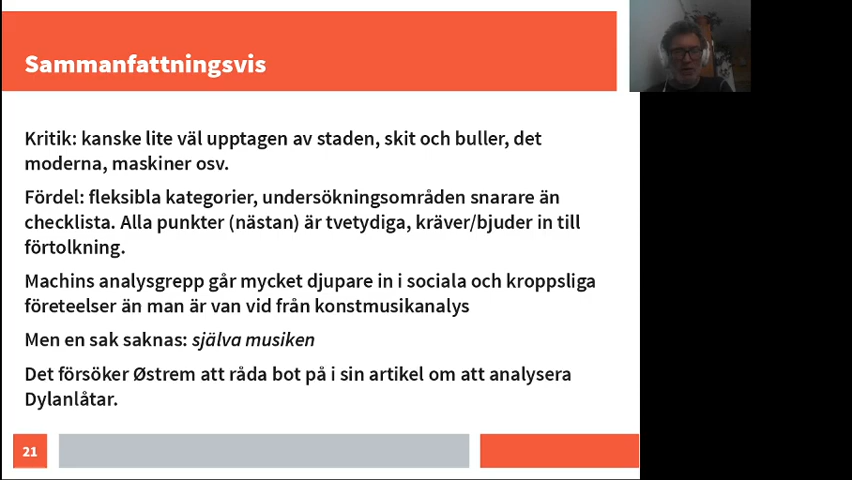 Sammanfattningsvis
Kritik: kanske lite väl upptagen av staden, skit och buller, det
moderna, maskiner osv.
Fördel: fleksibla kategorier, undersökningsområden snarare än
checklista. Alla punkter (nästan) är tvetydiga, kräver/bjuder in till
förtolkning.
Machins analysgrepp går mycket djupare in i sociala och kroppsliga
företeelser än man är van vid från konstmusikanalys
Men en sak saknas: själva musiken
Det försöker Østrem att råda bot på i sin artikel om att analysera
Dylanlåtar.
21